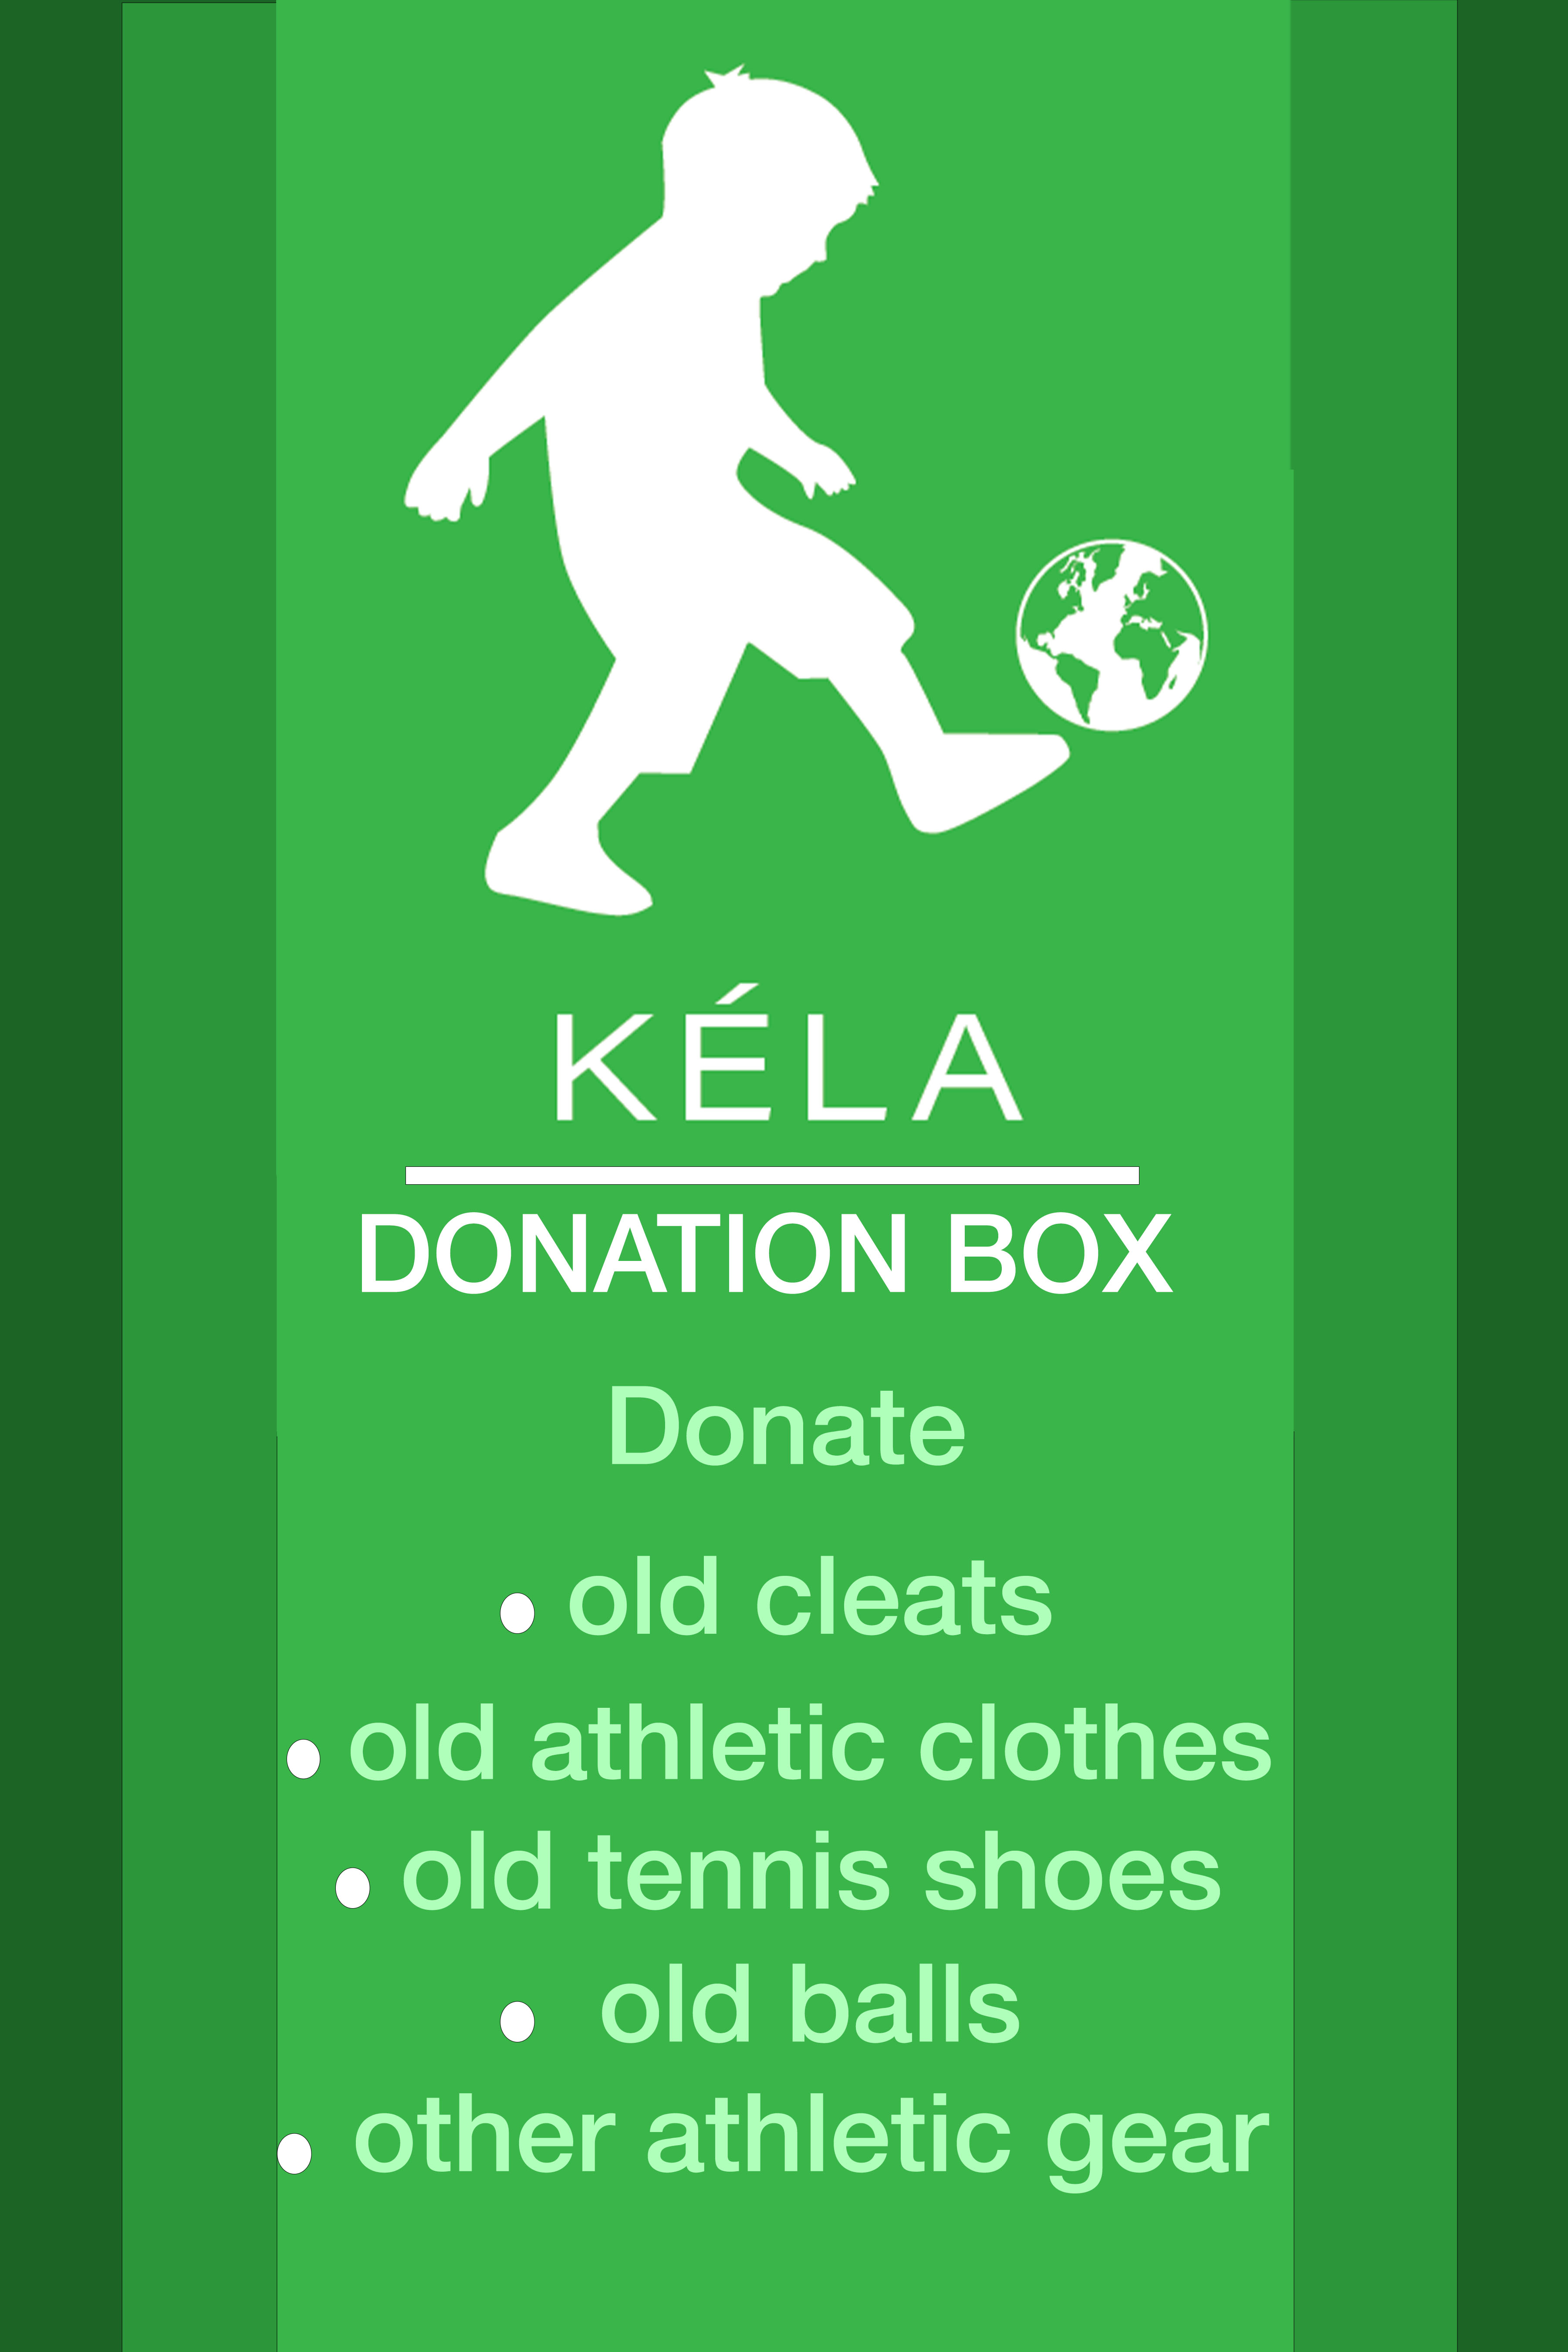 KÉLA
DONATION BOX
Donate
old cleats
old athletic clothes
old tennis shoes
old balls
other athletic gear